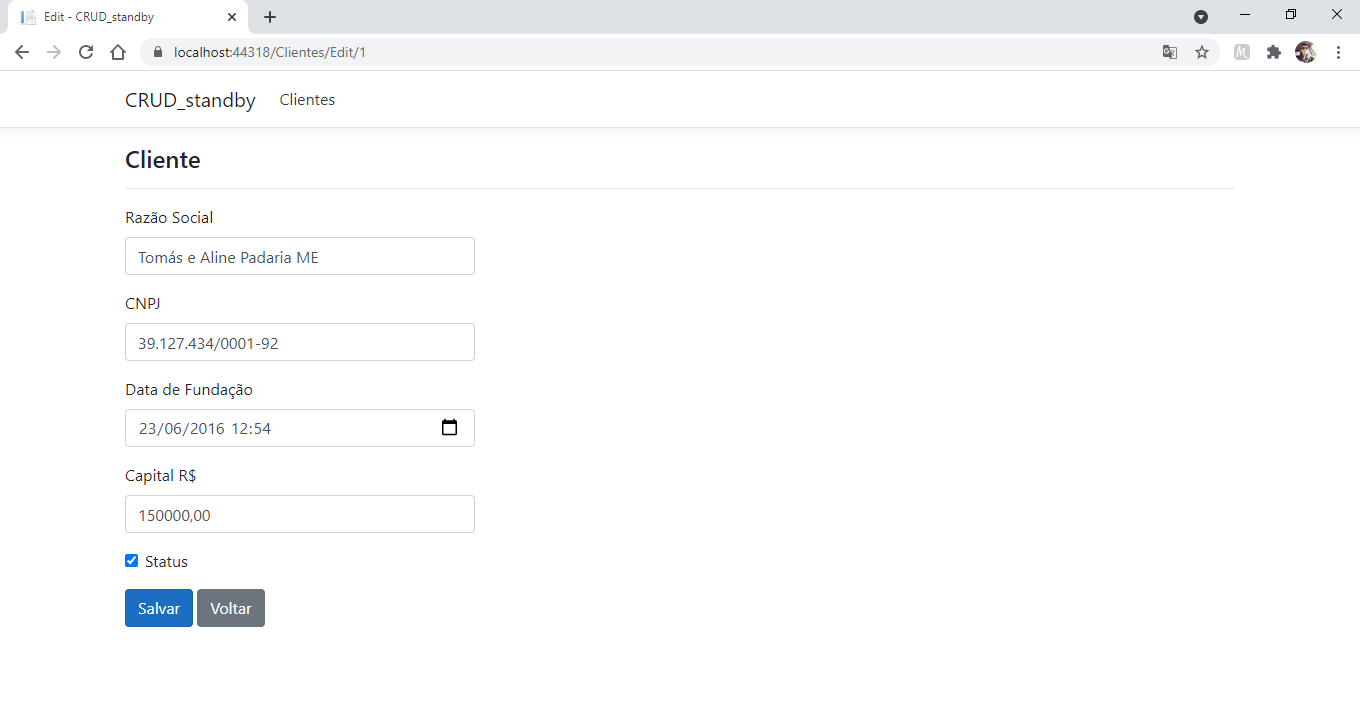 Edit - CRUD_standby
localhost:44318/Clientes/Edit/1
CRUD_standby Clientes
Cliente
Razão Social
Tomás e Aline Padaria ME
CNPJ
39.127.434/0001-92
Data de Fundação
23/06/2016 12:54
Capital R$
150000,00
Status
Salvar Voltar